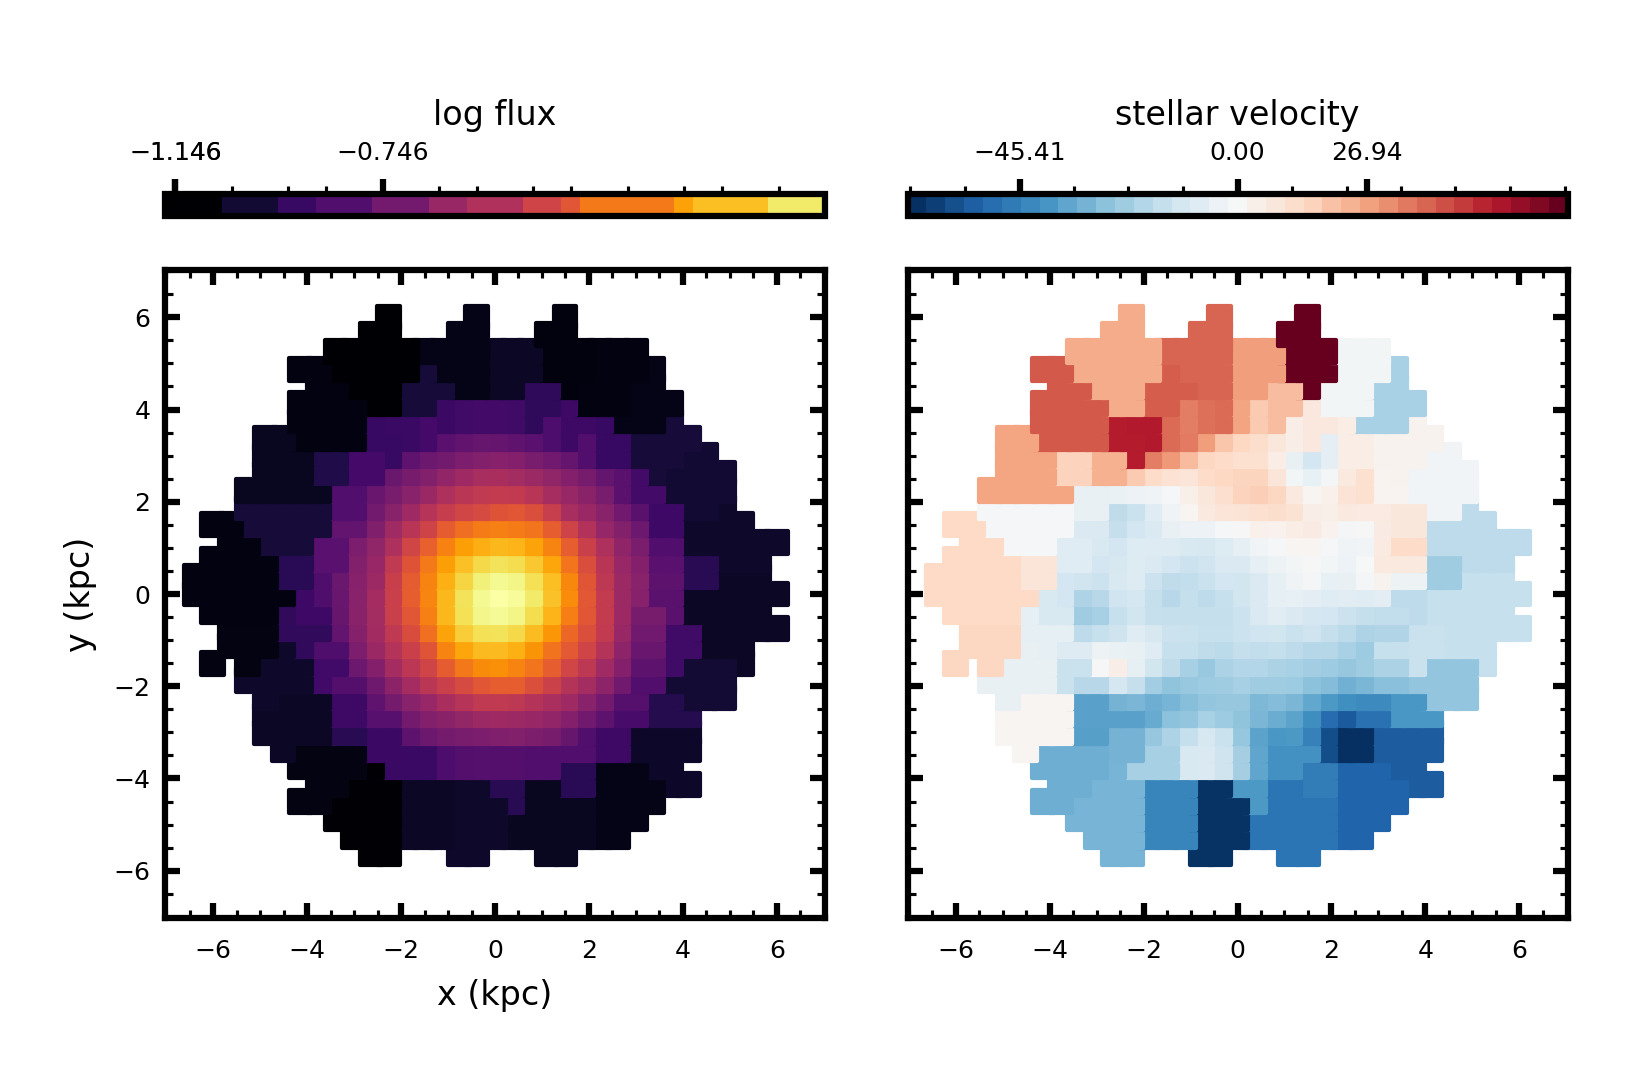 log flux
stellar velocity
−1.146 −0.746
−45.41 0.00 26.94
6
4
2
0
−2
−4
−6
y (kpc)
−6 −4 −2 0 2 4 6
−6 −4 −2 0 2 4 6
x (kpc)